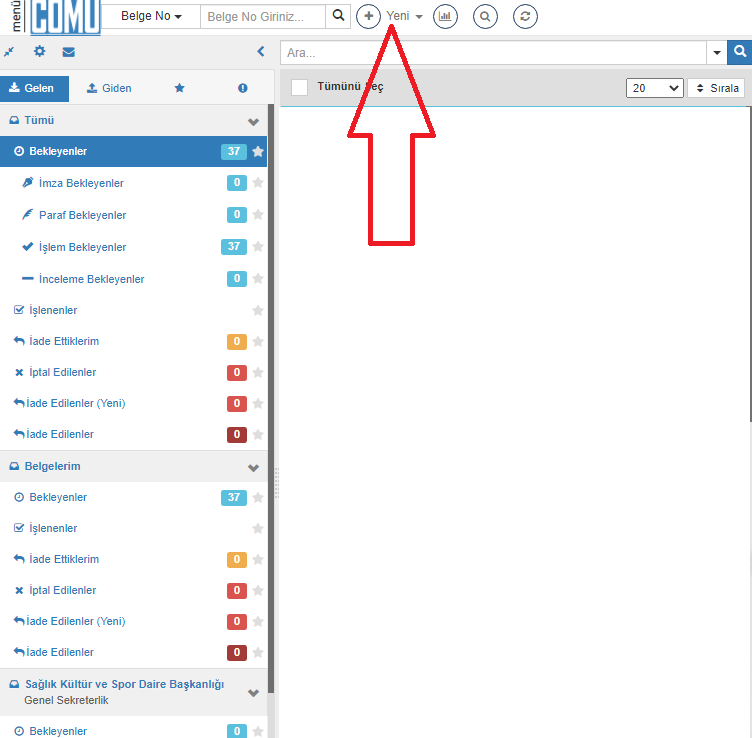 menü
ÇOMÜ
Belge No
Belge No Giriniz...
Yeni
Ara...
Gelen
Giden
Tümünü Seç
20
Sırala
Tümü
Bekleyenler 37
İmza Bekleyenler 0
Paraf Bekleyenler 0
İşlem Bekleyenler 37
İnceleme Bekleyenler 0
İşlenenler
İade Ettiklerim 0
İptal Edilenler 0
İade Edilenler (Yeni) 0
İade Edilenler 0
Belgelerim
Bekleyenler 37
İşlenenler
İade Ettiklerim 0
İptal Edilenler 0
İade Edilenler (Yeni) 0
İade Edilenler 0
Sağlık Kültür ve Spor Daire Başkanlığı
Genel Sekreterlik
Bekleyenler 0